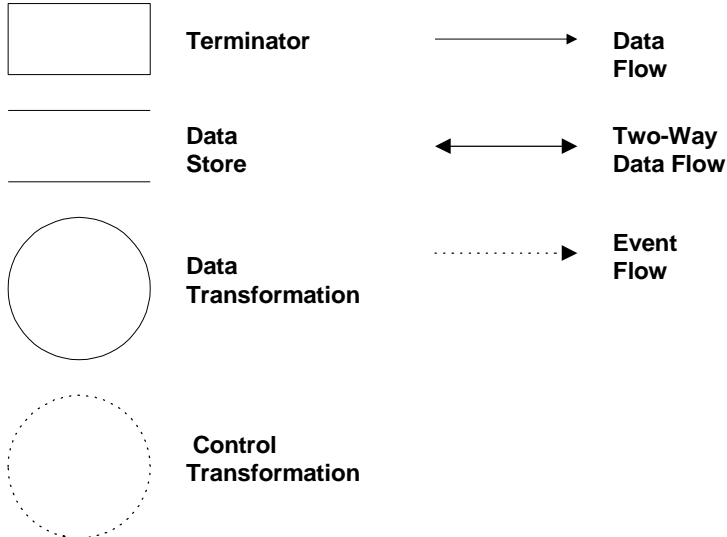 Terminator
Data
Flow
Data
Store
Two-Way
Data Flow
Data
Transformation
Event
Flow
Control
Transformation